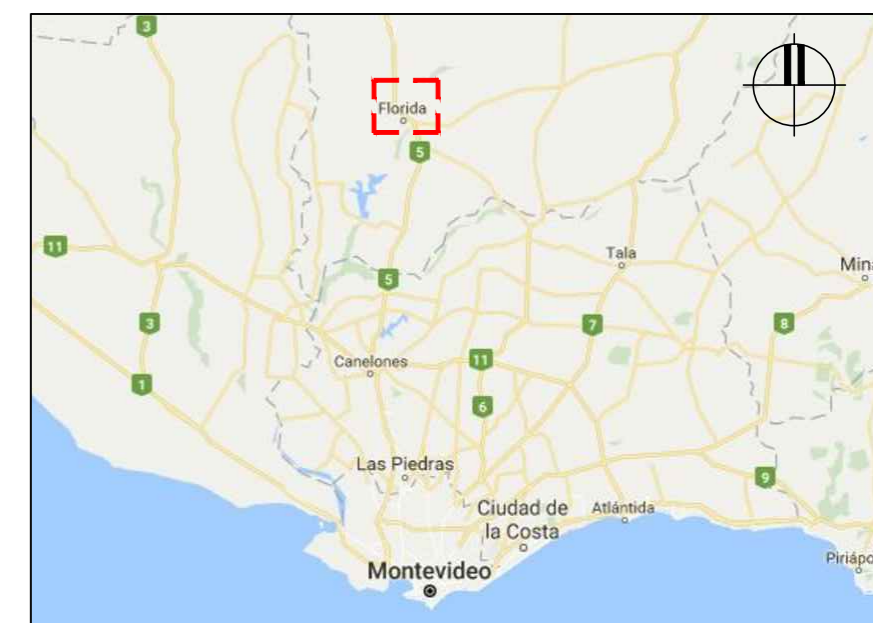 3
Florida
5
11
Tala
Mina
5
3
7
8
Canelones
11
1
6
Las Piedras
9
Ciudad de
la Costa
Atlántida
Montevideo
Piriápo